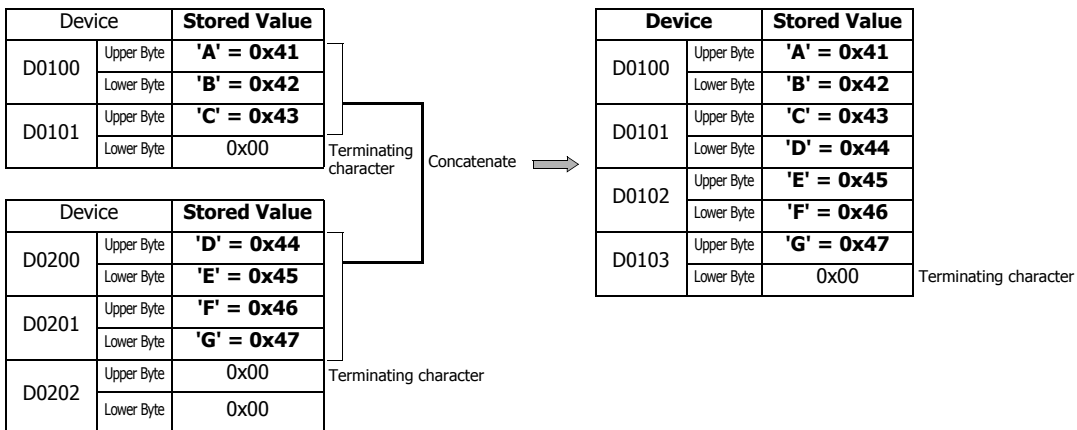 Device Stored Value
D0100 Upper Byte 'A' = 0x41
Lower Byte 'B' = 0x42
D0101 Upper Byte 'C' = 0x43
Lower Byte 0x00
Terminating
character
Device Stored Value
D0200 Upper Byte 'D' = 0x44
Lower Byte 'E' = 0x45
D0201 Upper Byte 'F' = 0x46
Lower Byte 'G' = 0x47
D0202 Upper Byte 0x00
Lower Byte 0x00
Terminating character
Concatenate
Device Stored Value
D0100 Upper Byte 'A' = 0x41
Lower Byte 'B' = 0x42
D0101 Upper Byte 'C' = 0x43
Lower Byte 'D' = 0x44
D0102 Upper Byte 'E' = 0x45
Lower Byte 'F' = 0x46
D0103 Upper Byte 'G' = 0x47
Lower Byte 0x00
Terminating character